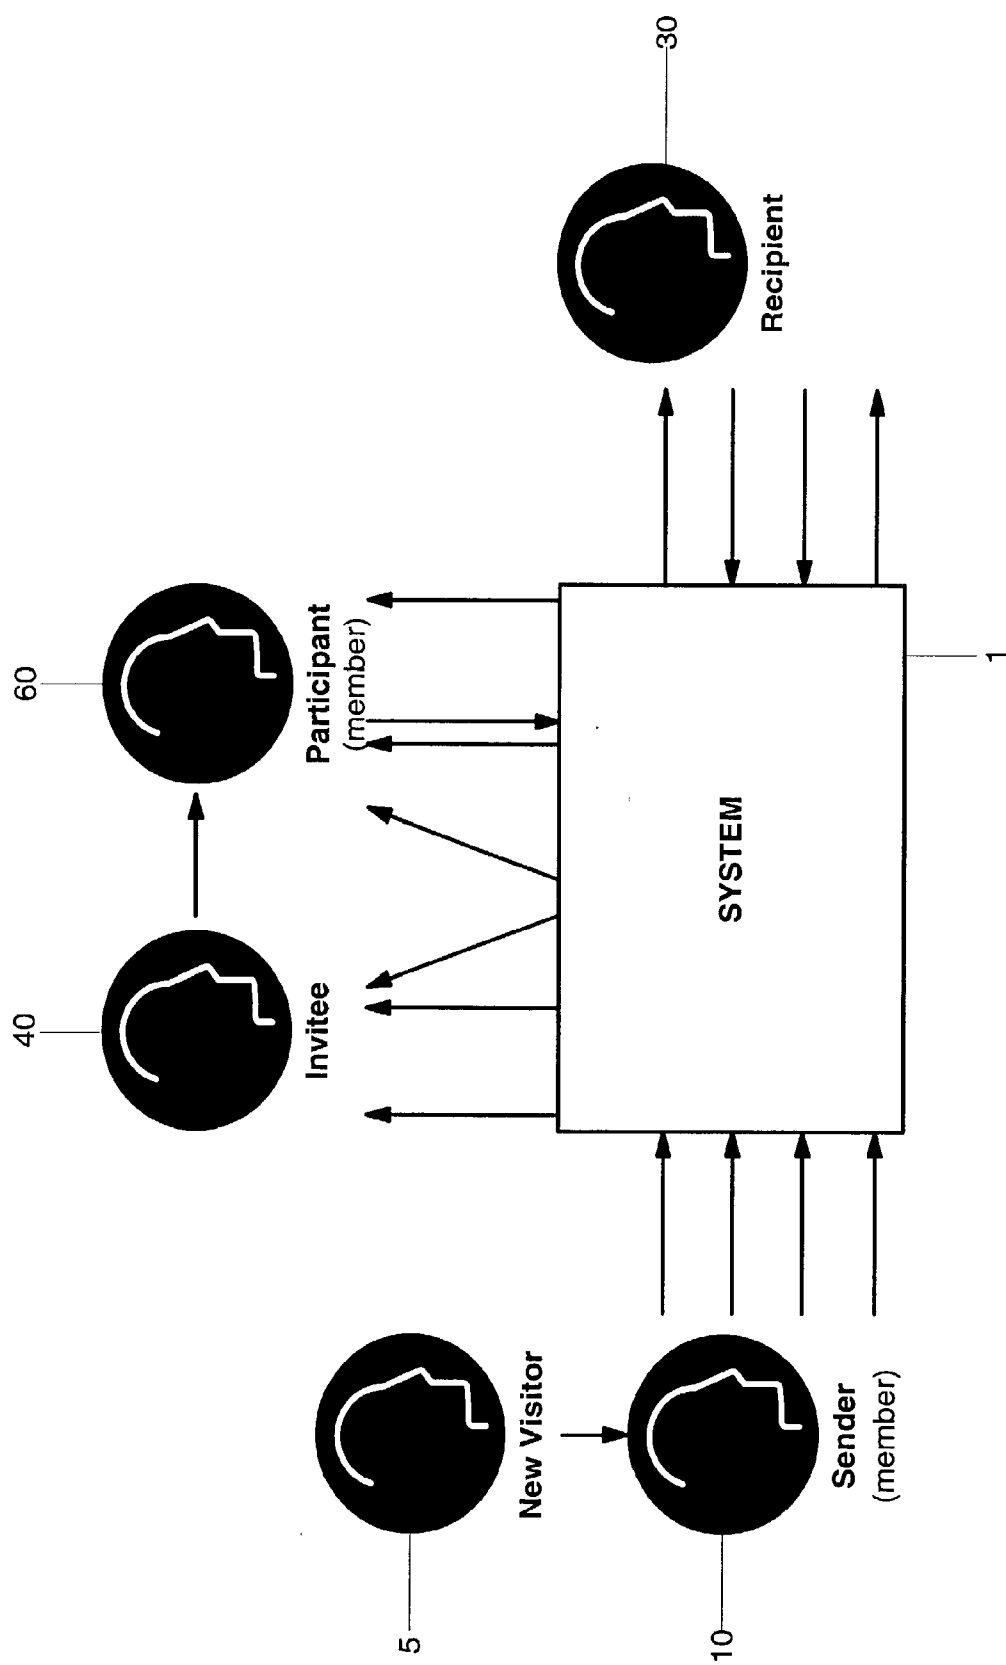 60
40
Participant
(member)
Invitee
30
5
New Visitor
Recipient
SYSTEM
10
Sender
(member)
1